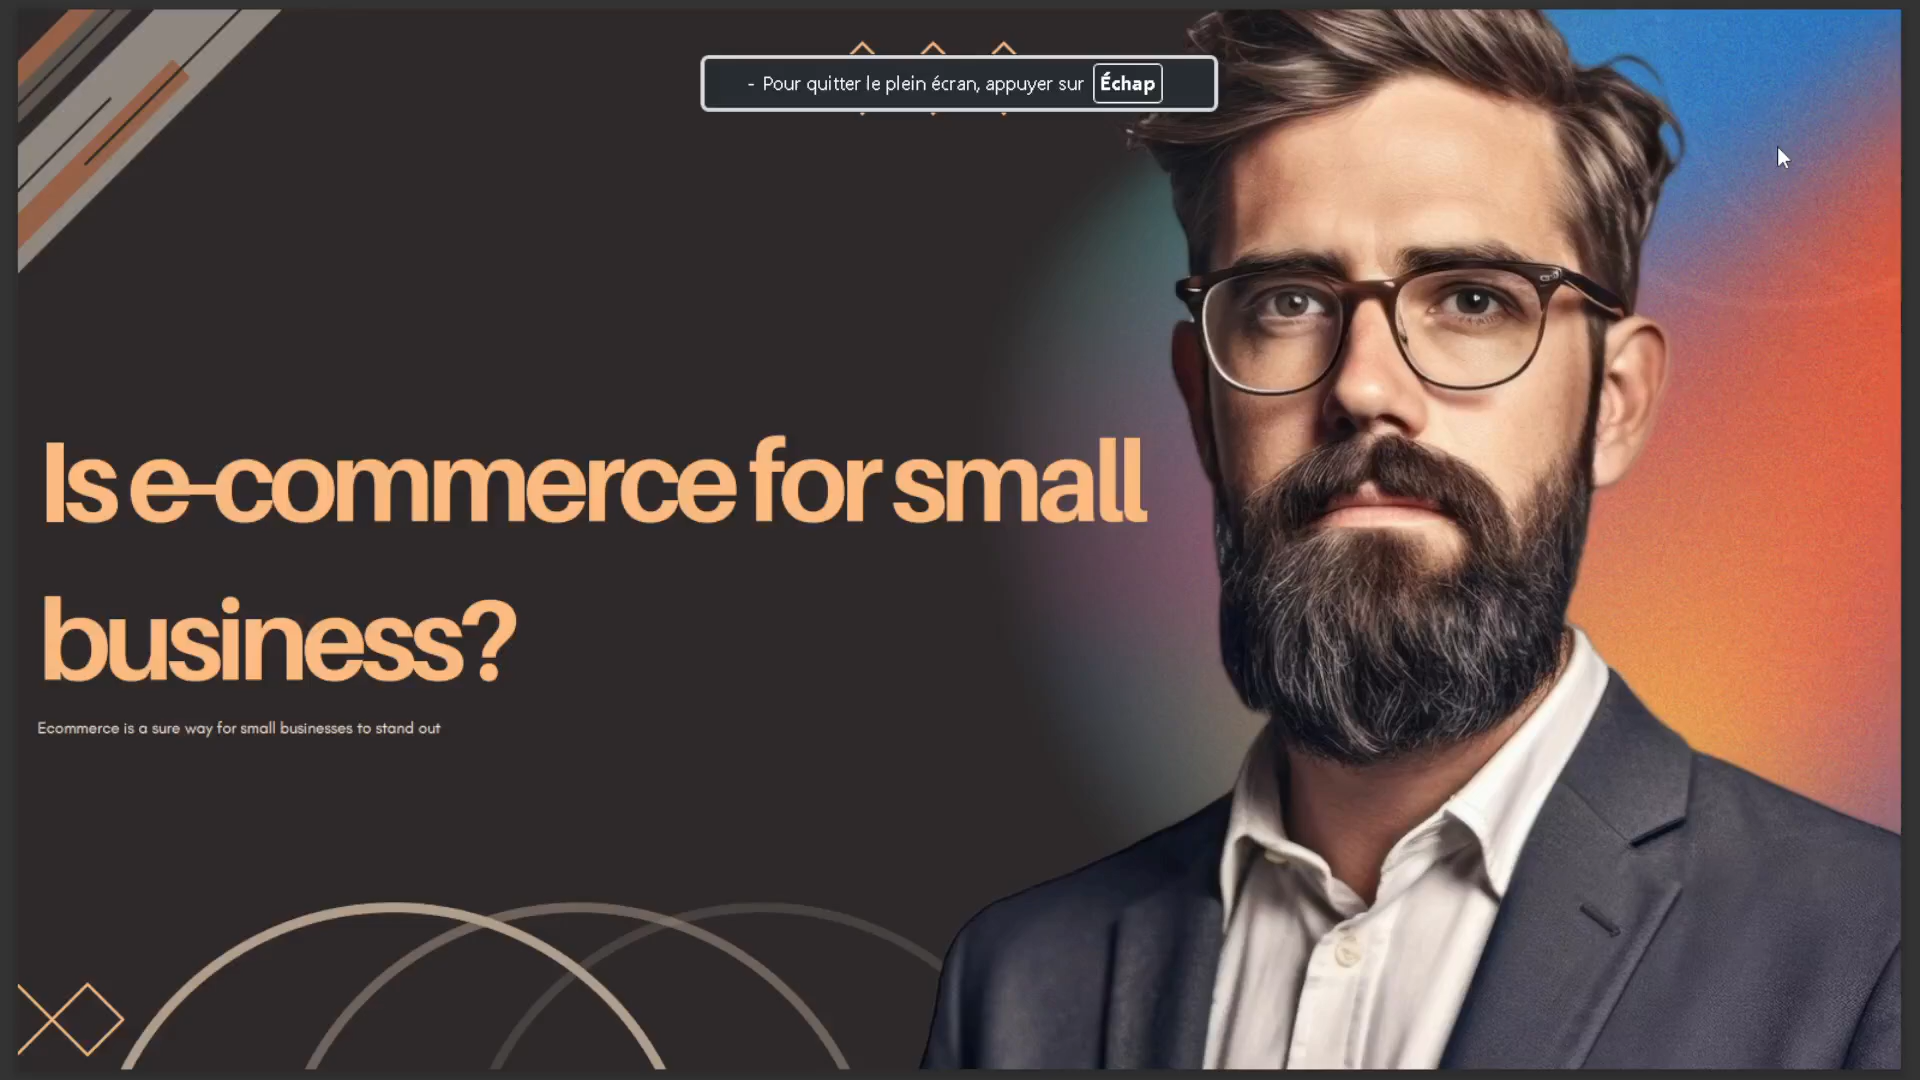 - Pour quitter le plein écran, appuyer sur Échap
Is e-commerce for small
business?
Ecommerce is a sure way for small businesses to stand out